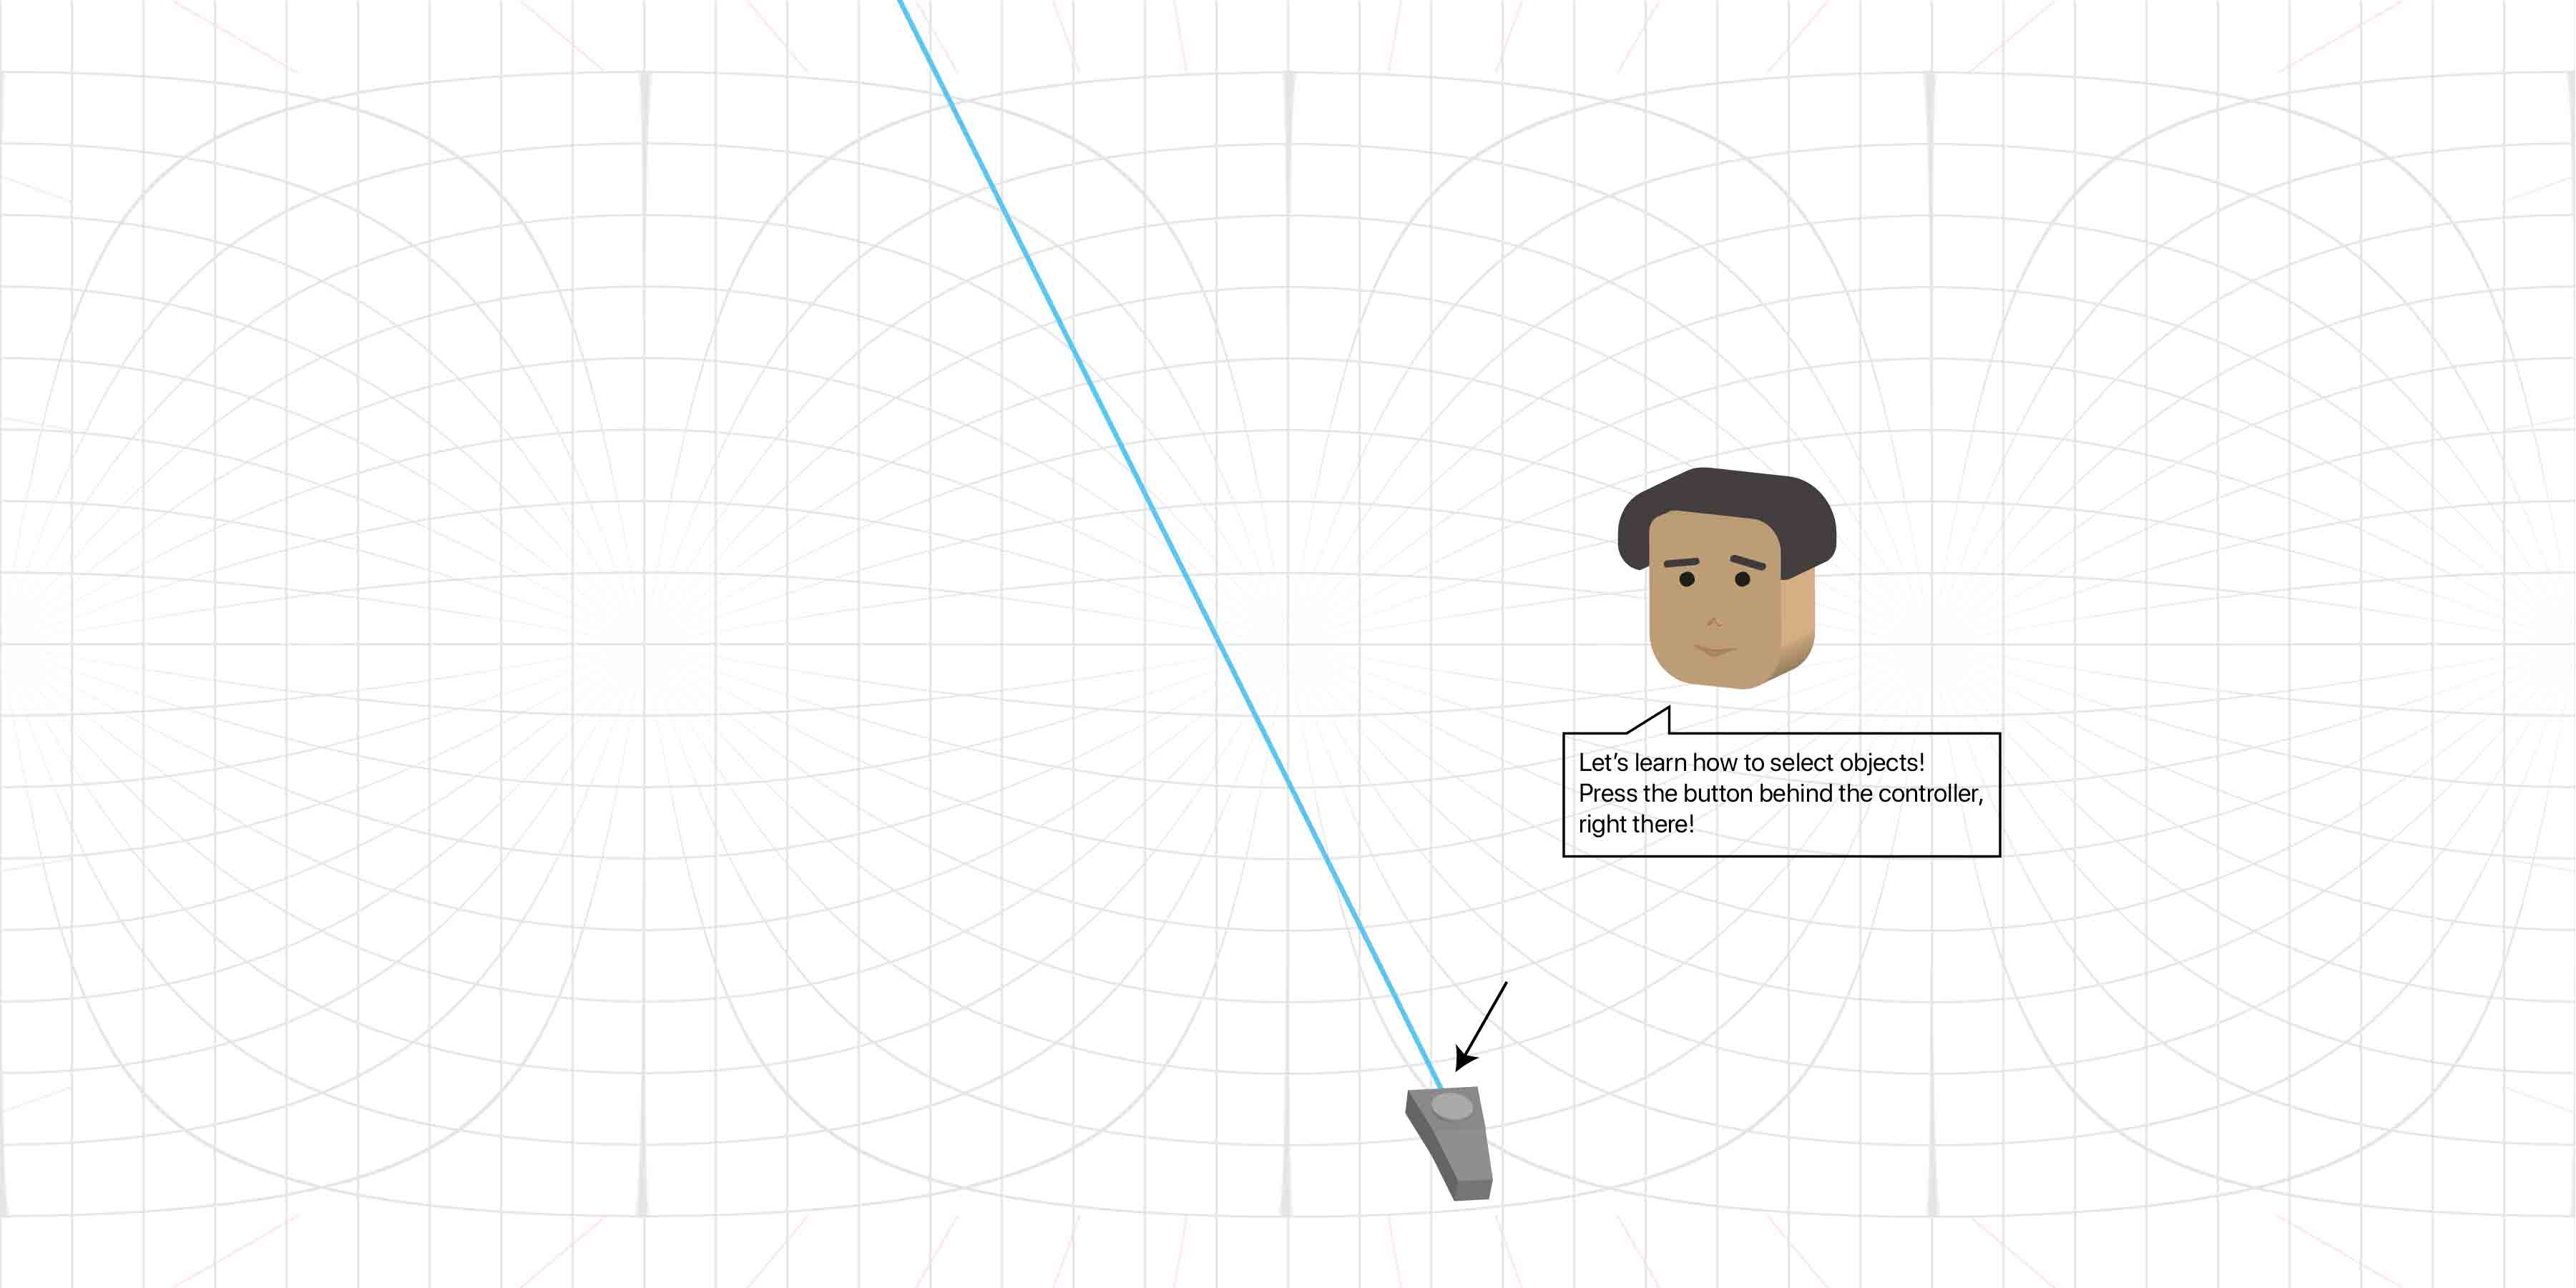 Let’s learn how to select objects!
Press the button behind the controller,
right there!